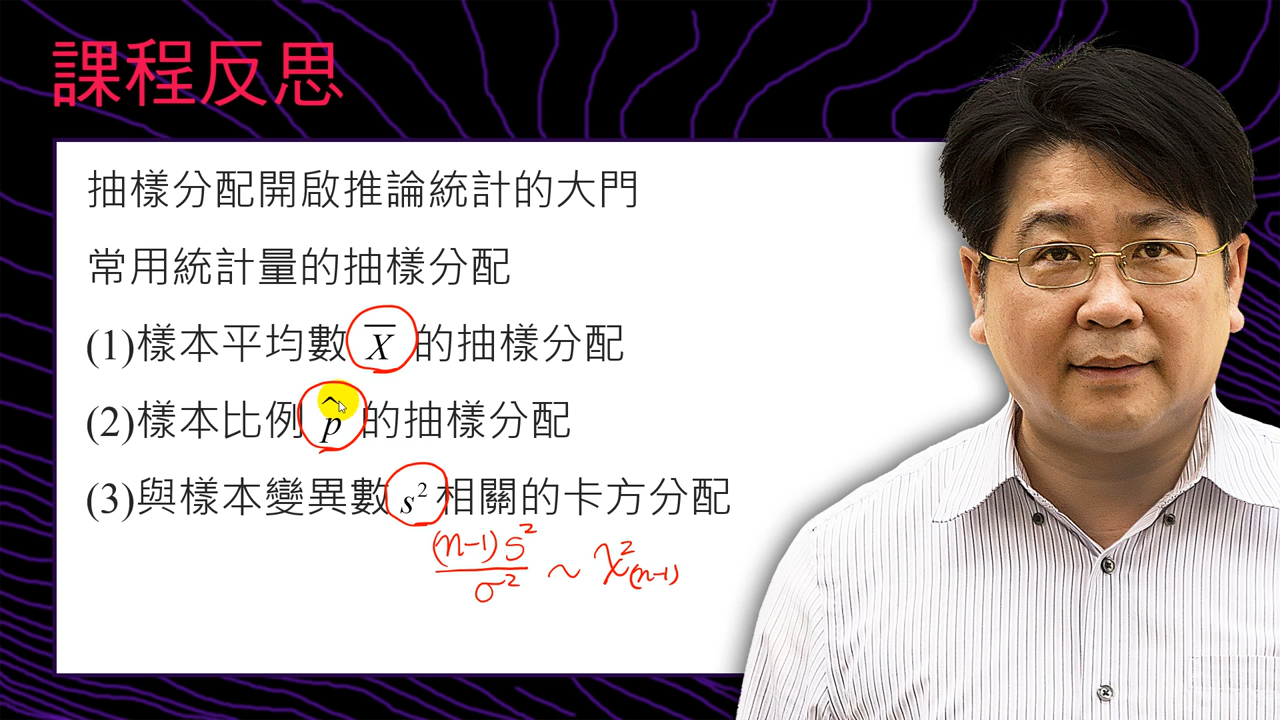 課程反思
抽樣分配開啟推論統計的大門
常用統計量的抽樣分配
(1)樣本平均數 X̄ 的抽樣分配
(2)樣本比例 p̂ 的抽樣分配
(3)與樣本變異數 s² 相關的卡方分配
(n-1)S²/σ² ~ χ²(n-1)